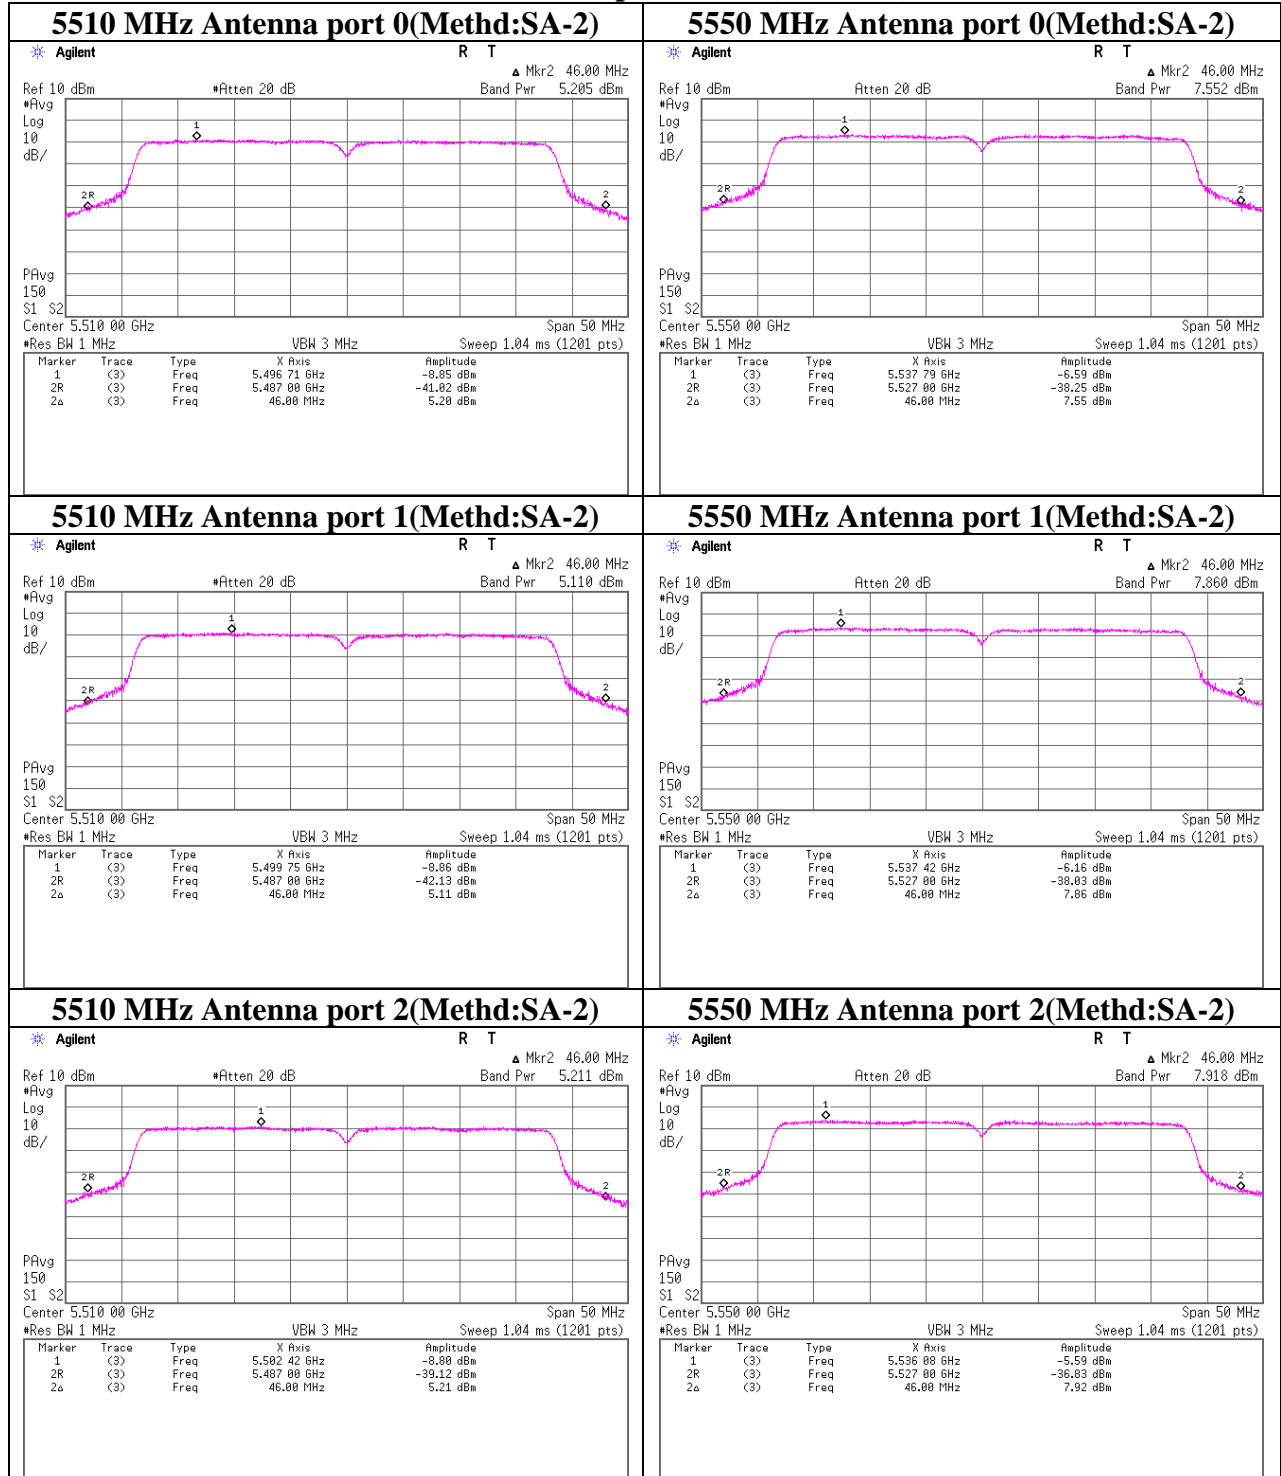 5510 MHz Antenna port 0(Methd:SA-2)
Agilent
R T
Δ Mkr2 46.00 MHz
Ref 10 dBm #Atten 20 dB Band Pwr 5.205 dBm
#Avg
Log
10
dB/
1
2R
2
PAvg
150
S1 S2
Center 5.510 00 GHz Span 50 MHz
#Res BW 1 MHz VBW 3 MHz Sweep 1.04 ms (1201 pts)
Marker Trace Type X Axis Amplitude
1 (3) Freq 5.496 71 GHz -8.85 dBm
2R (3) Freq 5.487 00 GHz -41.02 dBm
2Δ (3) Freq 46.00 MHz 5.20 dBm
5550 MHz Antenna port 0(Methd:SA-2)
Agilent
R T
Δ Mkr2 46.00 MHz
Ref 10 dBm Atten 20 dB Band Pwr 7.552 dBm
#Avg
Log
10
dB/
1
2R
2
PAvg
150
S1 S2
Center 5.550 00 GHz Span 50 MHz
#Res BW 1 MHz VBW 3 MHz Sweep 1.04 ms (1201 pts)
Marker Trace Type X Axis Amplitude
1 (3) Freq 5.537 79 GHz -6.59 dBm
2R (3) Freq 5.527 00 GHz -38.25 dBm
2Δ (3) Freq 46.00 MHz 7.55 dBm
5510 MHz Antenna port 1(Methd:SA-2)
Agilent
R T
Δ Mkr2 46.00 MHz
Ref 10 dBm #Atten 20 dB Band Pwr 5.110 dBm
#Avg
Log
10
dB/
1
2R
2
PAvg
150
S1 S2
Center 5.510 00 GHz Span 50 MHz
#Res BW 1 MHz VBW 3 MHz Sweep 1.04 ms (1201 pts)
Marker Trace Type X Axis Amplitude
1 (3) Freq 5.499 75 GHz -8.86 dBm
2R (3) Freq 5.487 00 GHz -42.13 dBm
2Δ (3) Freq 46.00 MHz 5.11 dBm
5550 MHz Antenna port 1(Methd:SA-2)
Agilent
R T
Δ Mkr2 46.00 MHz
Ref 10 dBm Atten 20 dB Band Pwr 7.860 dBm
#Avg
Log
10
dB/
1
2R
2
PAvg
150
S1 S2
Center 5.550 00 GHz Span 50 MHz
#Res BW 1 MHz VBW 3 MHz Sweep 1.04 ms (1201 pts)
Marker Trace Type X Axis Amplitude
1 (3) Freq 5.537 42 GHz -6.16 dBm
2R (3) Freq 5.527 00 GHz -38.03 dBm
2Δ (3) Freq 46.00 MHz 7.86 dBm
5510 MHz Antenna port 2(Methd:SA-2)
Agilent
R T
Δ Mkr2 46.00 MHz
Ref 10 dBm #Atten 20 dB Band Pwr 5.211 dBm
#Avg
Log
10
dB/
1
2R
2
PAvg
150
S1 S2
Center 5.510 00 GHz Span 50 MHz
#Res BW 1 MHz VBW 3 MHz Sweep 1.04 ms (1201 pts)
Marker Trace Type X Axis Amplitude
1 (3) Freq 5.502 42 GHz -8.80 dBm
2R (3) Freq 5.487 00 GHz -39.12 dBm
2Δ (3) Freq 46.00 MHz 5.21 dBm
5550 MHz Antenna port 2(Methd:SA-2)
Agilent
R T
Δ Mkr2 46.00 MHz
Ref 10 dBm Atten 20 dB Band Pwr 7.918 dBm
#Avg
Log
10
dB/
1
2R
2
PAvg
150
S1 S2
Center 5.550 00 GHz Span 50 MHz
#Res BW 1 MHz VBW 3 MHz Sweep 1.04 ms (1201 pts)
Marker Trace Type X Axis Amplitude
1 (3) Freq 5.536 08 GHz -5.59 dBm
2R (3) Freq 5.527 00 GHz -36.83 dBm
2Δ (3) Freq 46.00 MHz 7.92 dBm